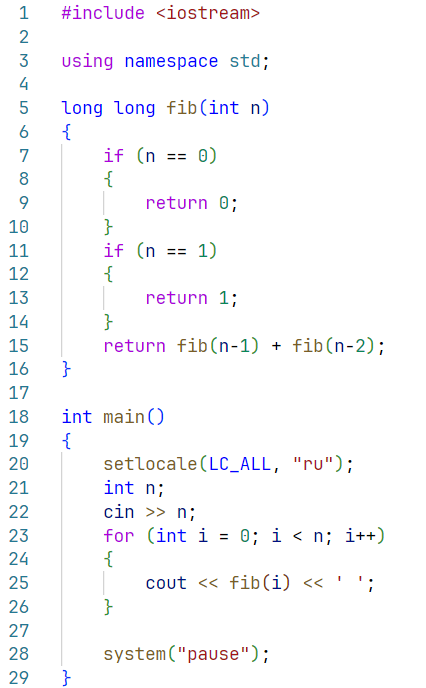 1 #include <iostream>
2
3 using namespace std;
4
5 long long fib(int n)
6 {
7     if (n == 0)
8     {
9         return 0;
10     }
11     if (n == 1)
12     {
13         return 1;
14     }
15     return fib(n-1) + fib(n-2);
16 }
17
18 int main()
19 {
20     setlocale(LC_ALL, "ru");
21     int n;
22     cin >> n;
23     for (int i = 0; i < n; i++)
24     {
25         cout << fib(i) << ' ';
26     }
27
28     system("pause");
29 }